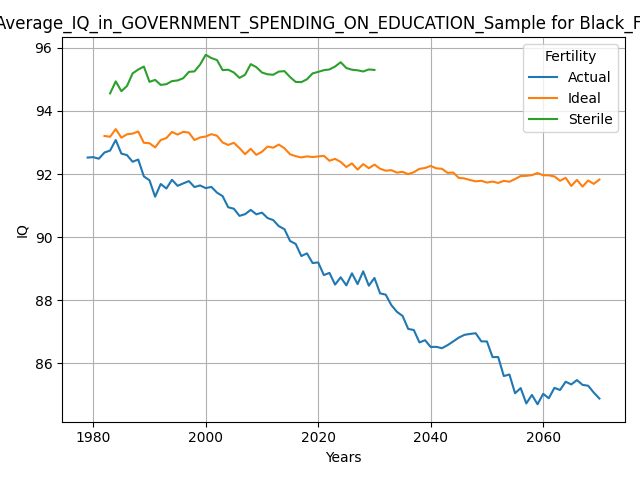 Average_IQ_in_GOVERNMENT_SPENDING_ON_EDUCATION_Sample for Black_F
Fertility
Actual
Ideal
Sterile
96
94
92
90
88
86
IQ
1980 2000 2020 2040 2060
Years